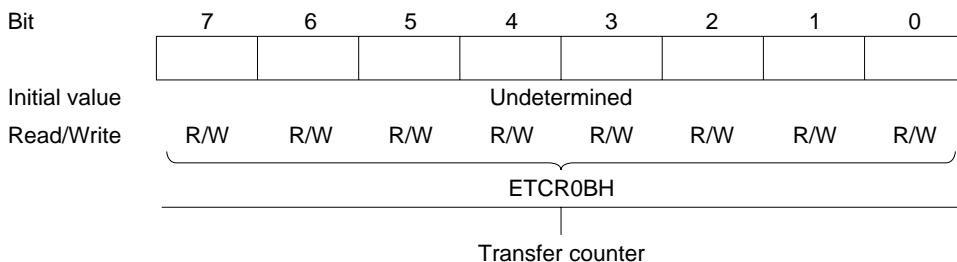 Bit 7 6 5 4 3 2 1 0
Initial value Undetermined
Read/Write R/W R/W R/W R/W R/W R/W R/W R/W
ETCR0BH
Transfer counter